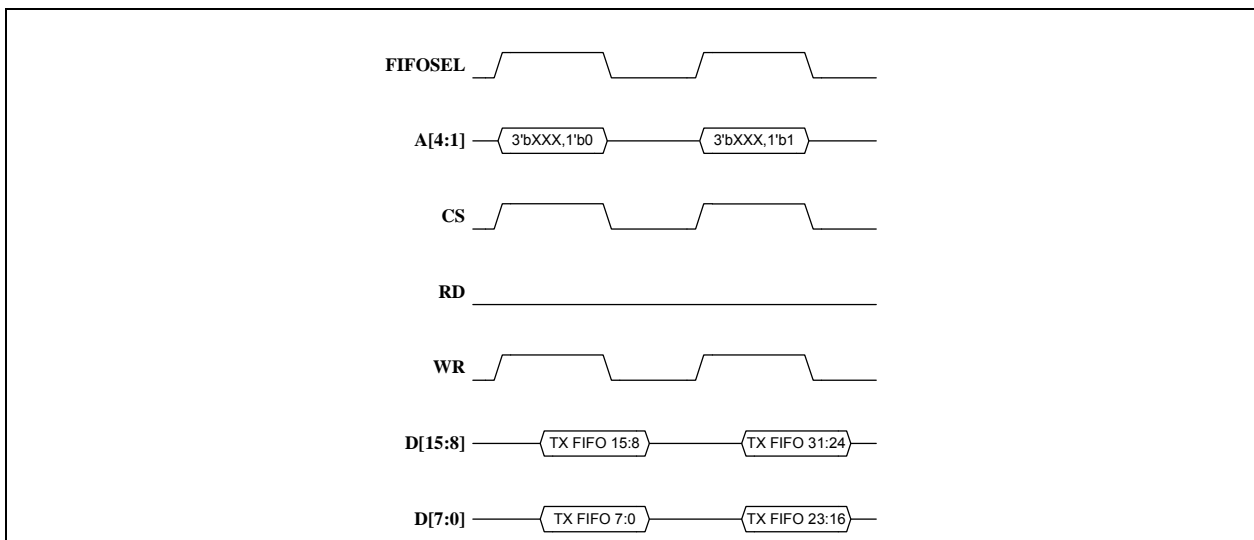 FIFOSEL
A[4:1] 3'bXXX,1'b0 3'bXXX,1'b1
CS
RD
WR
D[15:8] TX FIFO 15:8 TX FIFO 31:24
D[7:0] TX FIFO 7:0 TX FIFO 23:16